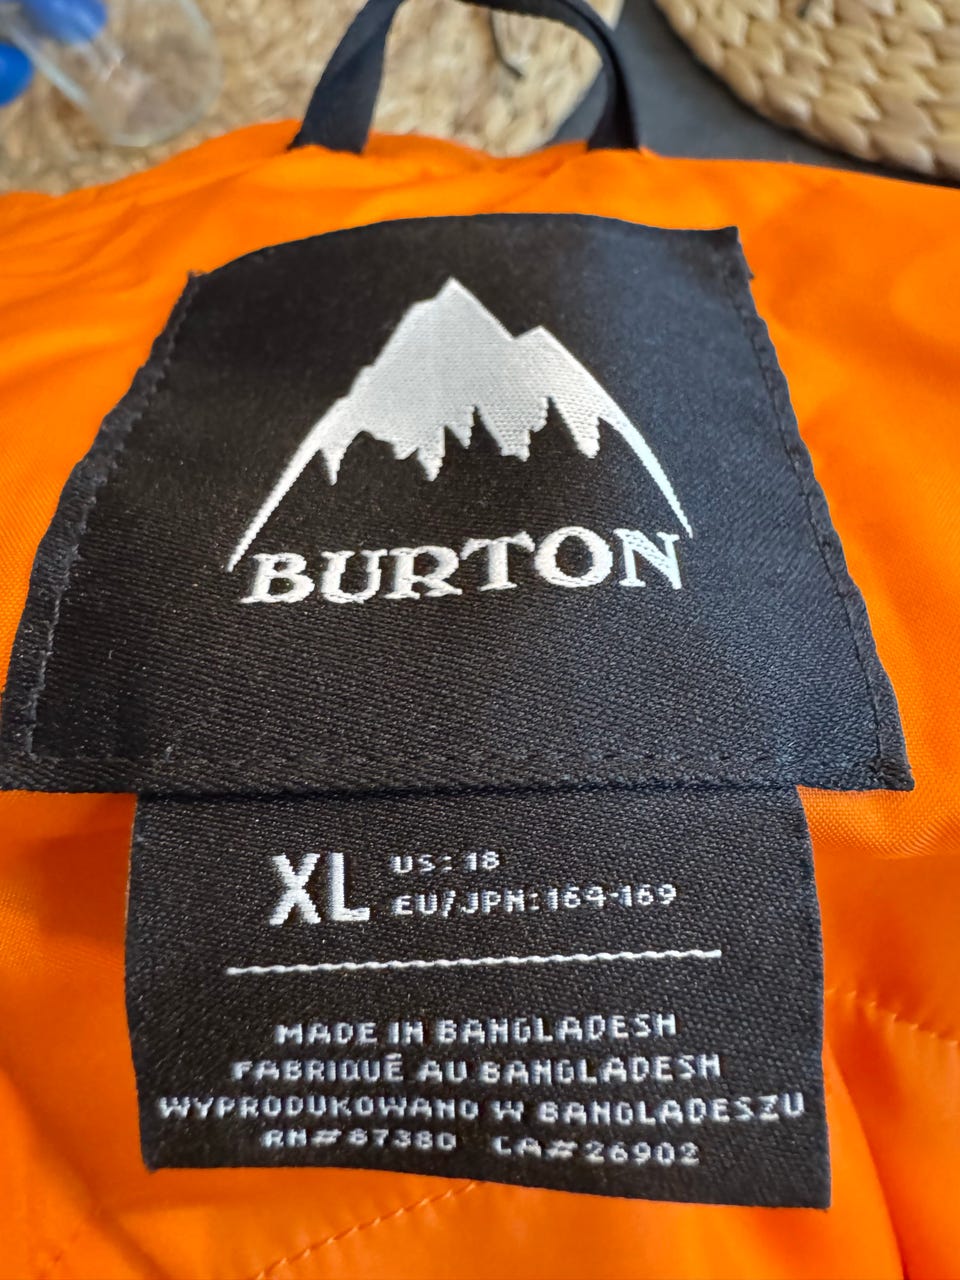 BURTON
XL
US: 18
EU/JPN: 164-169
MADE IN BANGLADESH
FABRIQUÉ AU BANGLADESH
WYPRODUKOWANO W BANGLADESZU
RN# 87380 CA# 26902